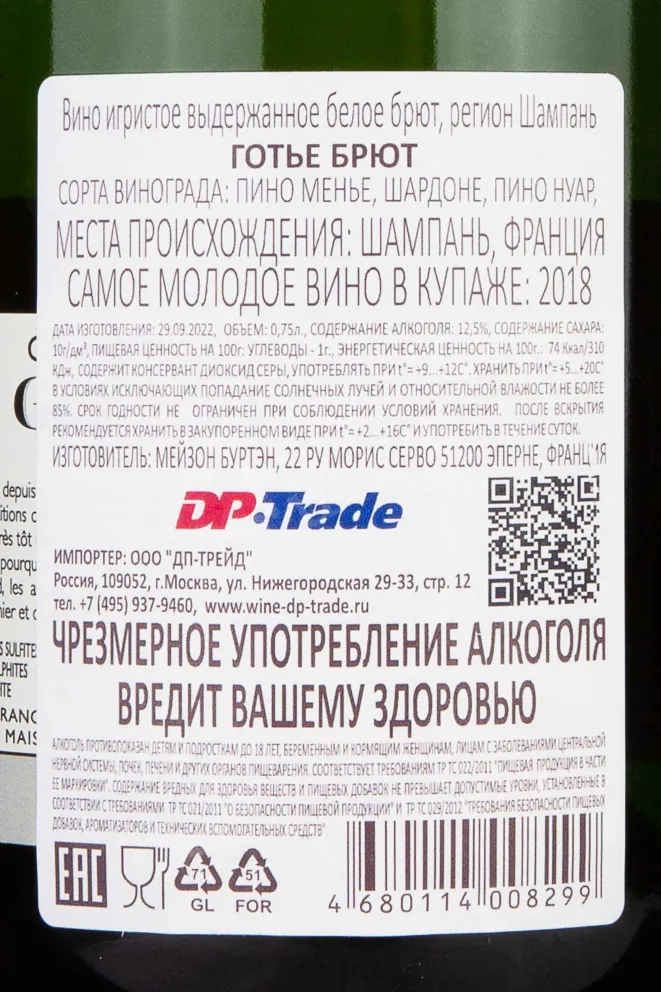 Вино игристое выдержанное белое брют, регион Шампань
ГОТЬЕ БРЮТ
СОРТА ВИНОГРАДА: ПИНО МЕНЬЕ, ШАРДОНЕ, ПИНО НУАР,
МЕСТА ПРОИСХОЖДЕНИЯ: ШАМПАНЬ, ФРАНЦИЯ
САМОЕ МОЛОДОЕ ВИНО В КУПАЖЕ: 2018
ДАТА ИЗГОТОВЛЕНИЯ: 29.09.2022, ОБЪЕМ: 0,75л., СОДЕРЖАНИЕ АЛКОГОЛЯ: 12,5%, СОДЕРЖАНИЕ САХАРА:
10г/дм³, ПИЩЕВАЯ ЦЕННОСТЬ НА 100г: УГЛЕВОДЫ - 1г., ЭНЕРГЕТИЧЕСКАЯ ЦЕННОСТЬ НА 100г.: 74 Ккал/310
КДж, СОДЕРЖИТ КОНСЕРВАНТ ДИОКСИД СЕРЫ, УПОТРЕБЛЯТЬ ПРИ t°= +9...+12С°. ХРАНИТЬ ПРИ t°= +5...+20С°
В УСЛОВИЯХ ИСКЛЮЧАЮЩИХ ПОПАДАНИЕ СОЛНЕЧНЫХ ЛУЧЕЙ И ОТНОСИТЕЛЬНОЙ ВЛАЖНОСТИ НЕ БОЛЕЕ
85%. СРОК ГОДНОСТИ НЕ ОГРАНИЧЕН ПРИ СОБЛЮДЕНИИ УСЛОВИЙ ХРАНЕНИЯ. ПОСЛЕ ВСКРЫТИЯ
РЕКОМЕНДУЕТСЯ ХРАНИТЬ В ЗАКУПОРЕННОМ ВИДЕ ПРИ t°= +2...+16С° И УПОТРЕБИТЬ В ТЕЧЕНИЕ СУТОК.
ИЗГОТОВИТЕЛЬ: МЕЙЗОН БУРТЭН, 22 РУ МОРИС СЕРВО 51200 ЭПЕРНЕ, ФРАНЦИЯ
DP·Trade
ИМПОРТЕР: ООО "ДП-ТРЕЙД"
Россия, 109052, г.Москва, ул. Нижегородская 29-33, стр. 12
тел. +7 (495) 937-9460, www.wine-dp-trade.ru
ЧРЕЗМЕРНОЕ УПОТРЕБЛЕНИЕ АЛКОГОЛЯ
ВРЕДИТ ВАШЕМУ ЗДОРОВЬЮ
АЛКОГОЛЬ ПРОТИВОПОКАЗАН ДЕТЯМ И ПОДРОСТКАМ ДО 18 ЛЕТ, БЕРЕМЕННЫМ И КОРМЯЩИМ ЖЕНЩИНАМ, ЛИЦАМ С ЗАБОЛЕВАНИЯМИ ЦЕНТРАЛЬНОЙ
НЕРВНОЙ СИСТЕМЫ, ПОЧЕК, ПЕЧЕНИ И ДРУГИХ ОРГАНОВ ПИЩЕВАРЕНИЯ. СООТВЕТСТВУЕТ ТРЕБОВАНИЯМ ТР ТС 022/2011 "ПИЩЕВАЯ ПРОДУКЦИЯ В ЧАСТИ
ЕЕ МАРКИРОВКИ". СОДЕРЖАНИЕ ВРЕДНЫХ ДЛЯ ЗДОРОВЬЯ ВЕЩЕСТВ И ПИЩЕВЫХ ДОБАВОК НЕ ПРЕВЫШАЕТ ДОПУСТИМЫЕ УРОВНИ, УСТАНОВЛЕННЫЕ В
СООТВЕТСТВИИ С ТРЕБОВАНИЯМИ. ТР ТС 021/2011 "О БЕЗОПАСНОСТИ ПИЩЕВОЙ ПРОДУКЦИИ" И ТР ТС 029/2012 "ТРЕБОВАНИЯ БЕЗОПАСНОСТИ ПИЩЕВЫХ
ДОБАВОК, АРОМАТИЗАТОРОВ И ТЕХНИЧЕСКИХ ВСПОМОГАТЕЛЬНЫХ СРЕДСТВ".
EAC
71 51
GL FOR
4 680114 008299
depuis